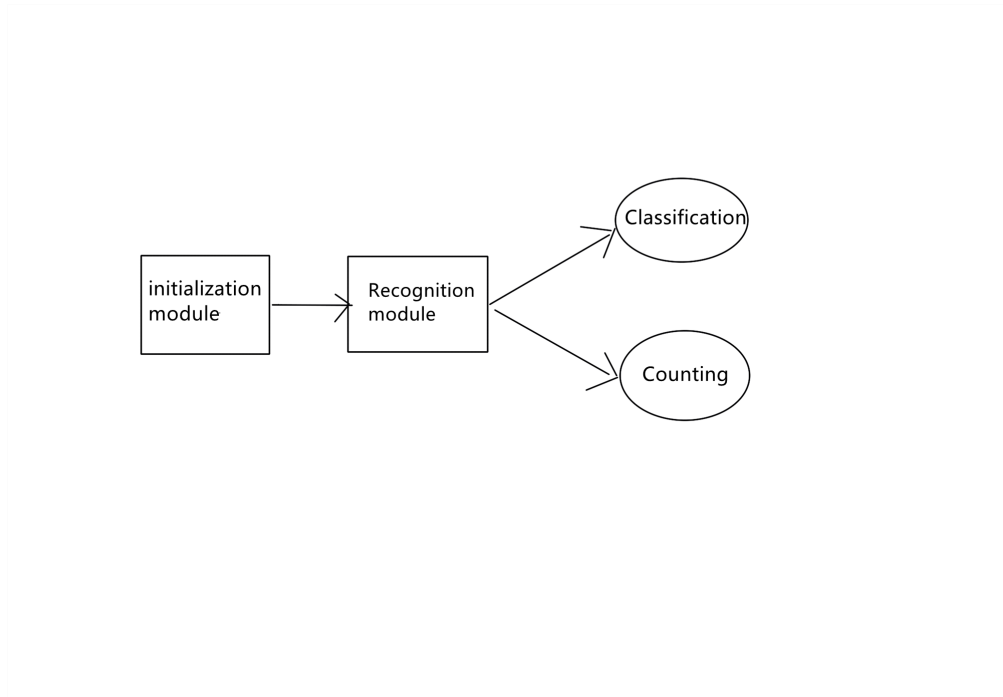 initialization
module
Recognition
module
Classification
Counting